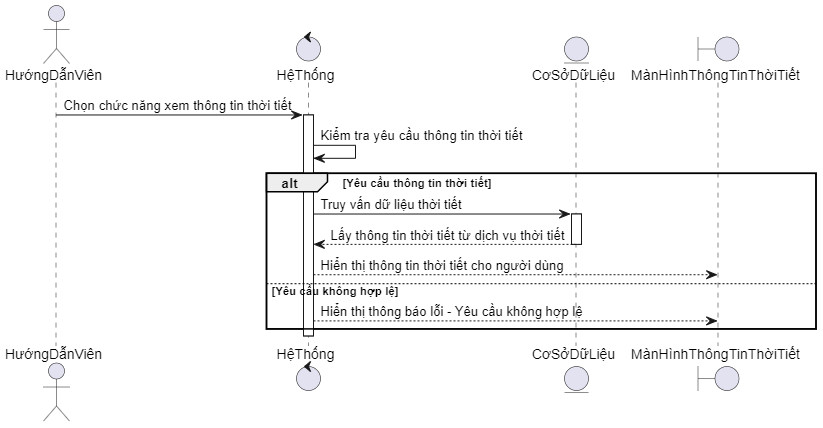 HướngDẫnViên
HệThống
CơSởDữLiệu
MànHìnhThôngTinThờiTiết
Chọn chức năng xem thông tin thời tiết
Kiểm tra yêu cầu thông tin thời tiết
alt
[Yêu cầu thông tin thời tiết]
Truy vấn dữ liệu thời tiết
Lấy thông tin thời tiết từ dịch vụ thời tiết
Hiển thị thông tin thời tiết cho người dùng
[Yêu cầu không hợp lệ]
Hiển thị thông báo lỗi - Yêu cầu không hợp lệ
HướngDẫnViên
HệThống
CơSởDữLiệu
MànHìnhThôngTinThờiTiết